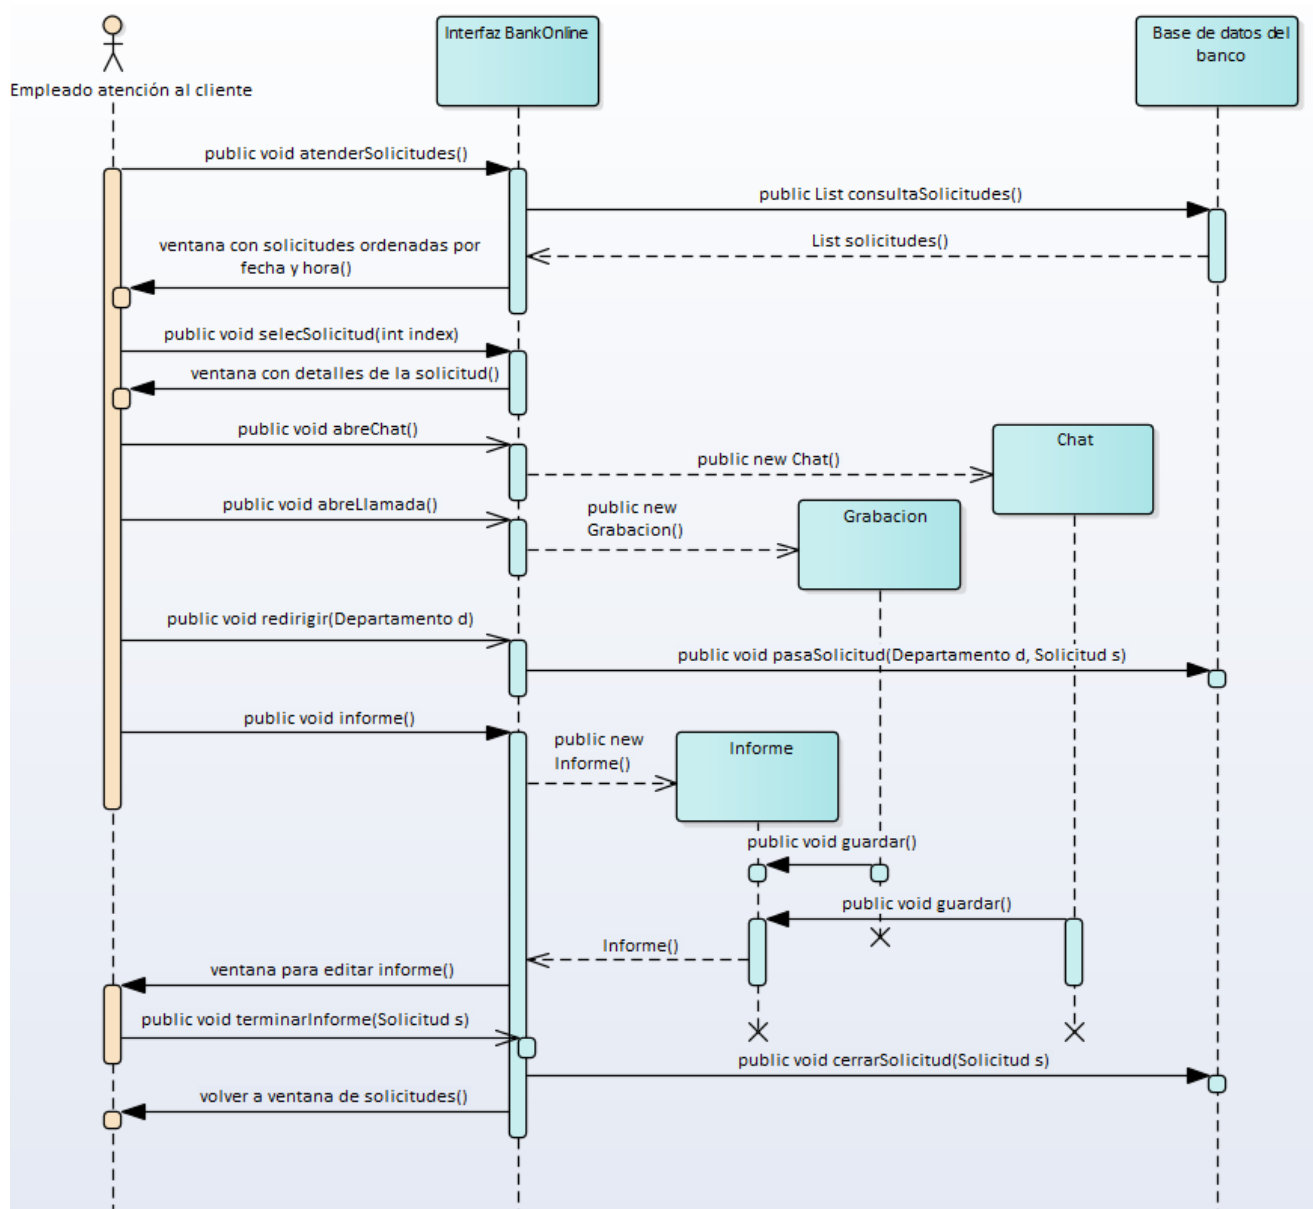 Interfaz BankOnline
Base de datos del
banco
Empleado atención al cliente
public void atenderSolicitudes()
public List consultaSolicitudes()
List solicitudes()
ventana con solicitudes ordenadas por
fecha y hora()
public void selecSolicitud(int index)
ventana con detalles de la solicitud()
public void abreChat()
Chat
public new Chat()
public void abreLlamada()
public new
Grabacion()
Grabacion
public void redirigir(Departamento d)
public void pasaSolicitud(Departamento d, Solicitud s)
public void informe()
public new
Informe()
Informe
public void guardar()
public void guardar()
Informe()
ventana para editar informe()
public void terminarInforme(Solicitud s)
public void cerrarSolicitud(Solicitud s)
volver a ventana de solicitudes()